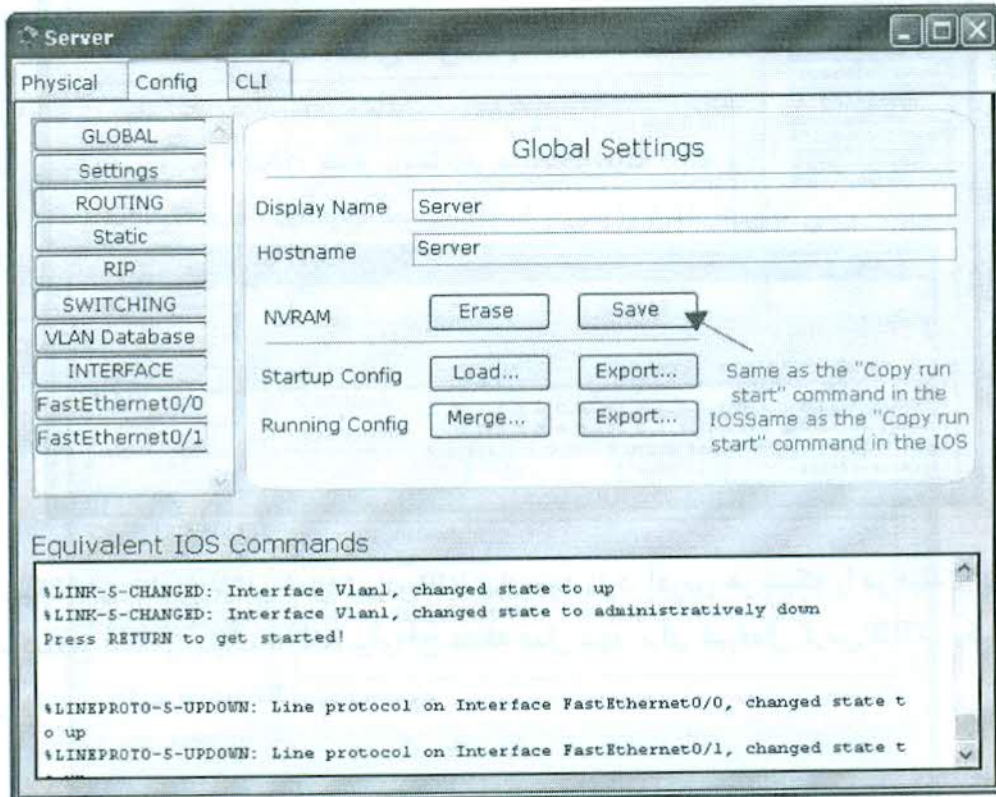 Server
Physical Config CLI
GLOBAL
Settings
ROUTING
Static
RIP
SWITCHING
VLAN Database
INTERFACE
FastEthernet0/0
FastEthernet0/1
Global Settings
Display Name Server
Hostname Server
NVRAM Erase Save
Startup Config Load... Export...
Running Config Merge... Export...
Same as the "Copy run
start" command in the
IOSSame as the "Copy run
start" command in the IOS
Equivalent IOS Commands
%LINK-5-CHANGED: Interface Vlan1, changed state to up
%LINK-5-CHANGED: Interface Vlan1, changed state to administratively down
Press RETURN to get started!
%LINEPROTO-5-UPDOWN: Line protocol on Interface FastEthernet0/0, changed state t
o up
%LINEPROTO-5-UPDOWN: Line protocol on Interface FastEthernet0/1, changed state t